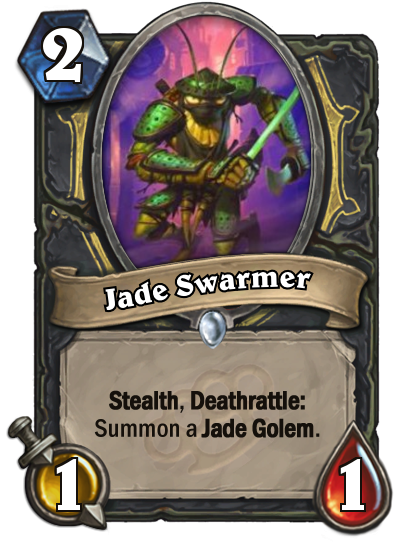 2
Jade Swarmer
Stealth, Deathrattle:
Summon a Jade Golem.
1
1